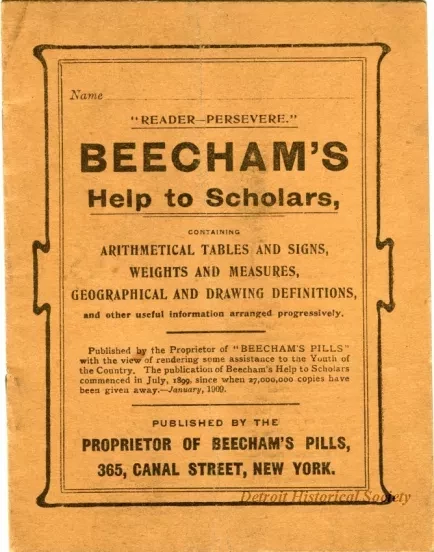 Name
"READER—PERSEVERE."
BEECHAM'S
Help to Scholars,
CONTAINING
ARITHMETICAL TABLES AND SIGNS,
WEIGHTS AND MEASURES,
GEOGRAPHICAL AND DRAWING DEFINITIONS,
and other useful information arranged progressively.
Published by the Proprietor of "BEECHAM'S PILLS"
with the view of rendering some assistance to the Youth of
the Country. The publication of Beecham's Help to Scholars
commenced in July, 1899, since when 27,000,000 copies have
been given away.—January, 1909.
PUBLISHED BY THE
PROPRIETOR OF BEECHAM'S PILLS,
365, CANAL STREET, NEW YORK.
Detroit Historical Society